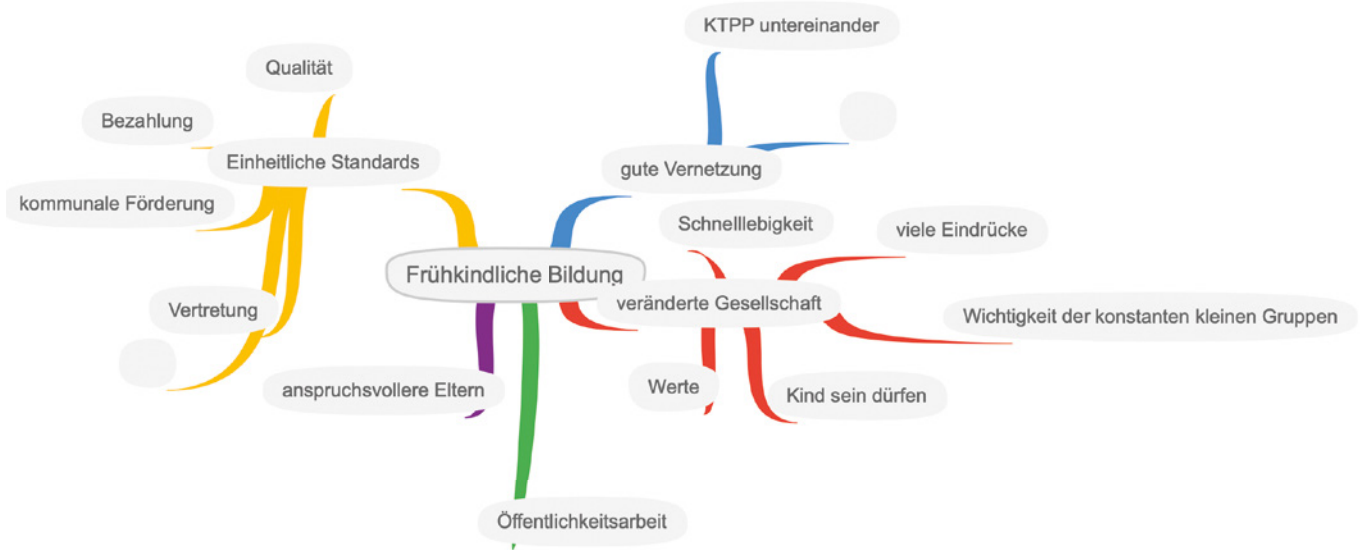 KTPP untereinander
Qualität
Bezahlung
Einheitliche Standards
gute Vernetzung
kommunale Förderung
Schnelllebigkeit
viele Eindrücke
Frühkindliche Bildung
veränderte Gesellschaft
Vertretung
Wichtigkeit der konstanten kleinen Gruppen
anspruchsvollere Eltern
Werte
Kind sein dürfen
Öffentlichkeitsarbeit